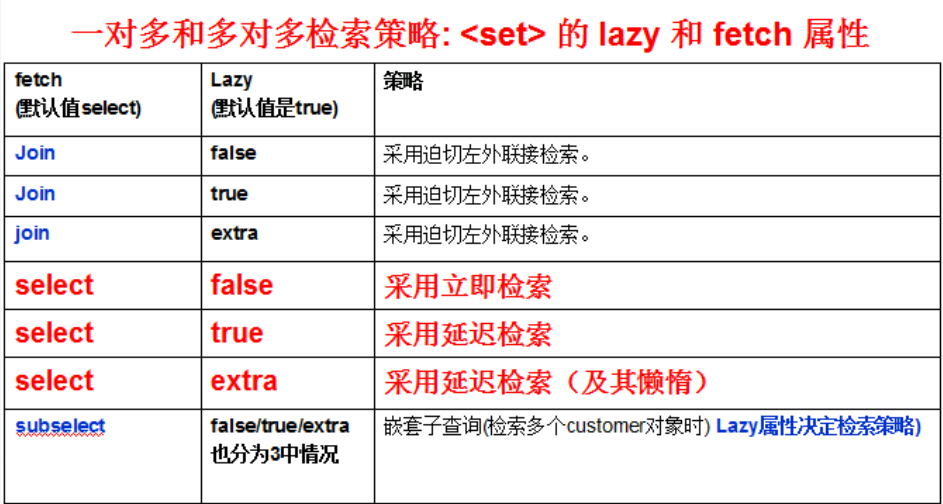 一对多和多对多检索策略: <set> 的 lazy 和 fetch 属性
fetch
(默认值select)
Lazy
(默认值是true)
策略
Join
false
采用迫切左外联接检索。
Join
true
采用迫切左外联接检索。
join
extra
采用迫切左外联接检索。
select
false
采用立即检索
select
true
采用延迟检索
select
extra
采用延迟检索（及其懒惰）
subselect
false/true/extra
也分为3中情况
嵌套子查询(检索多个customer对象时) Lazy属性决定检索策略)